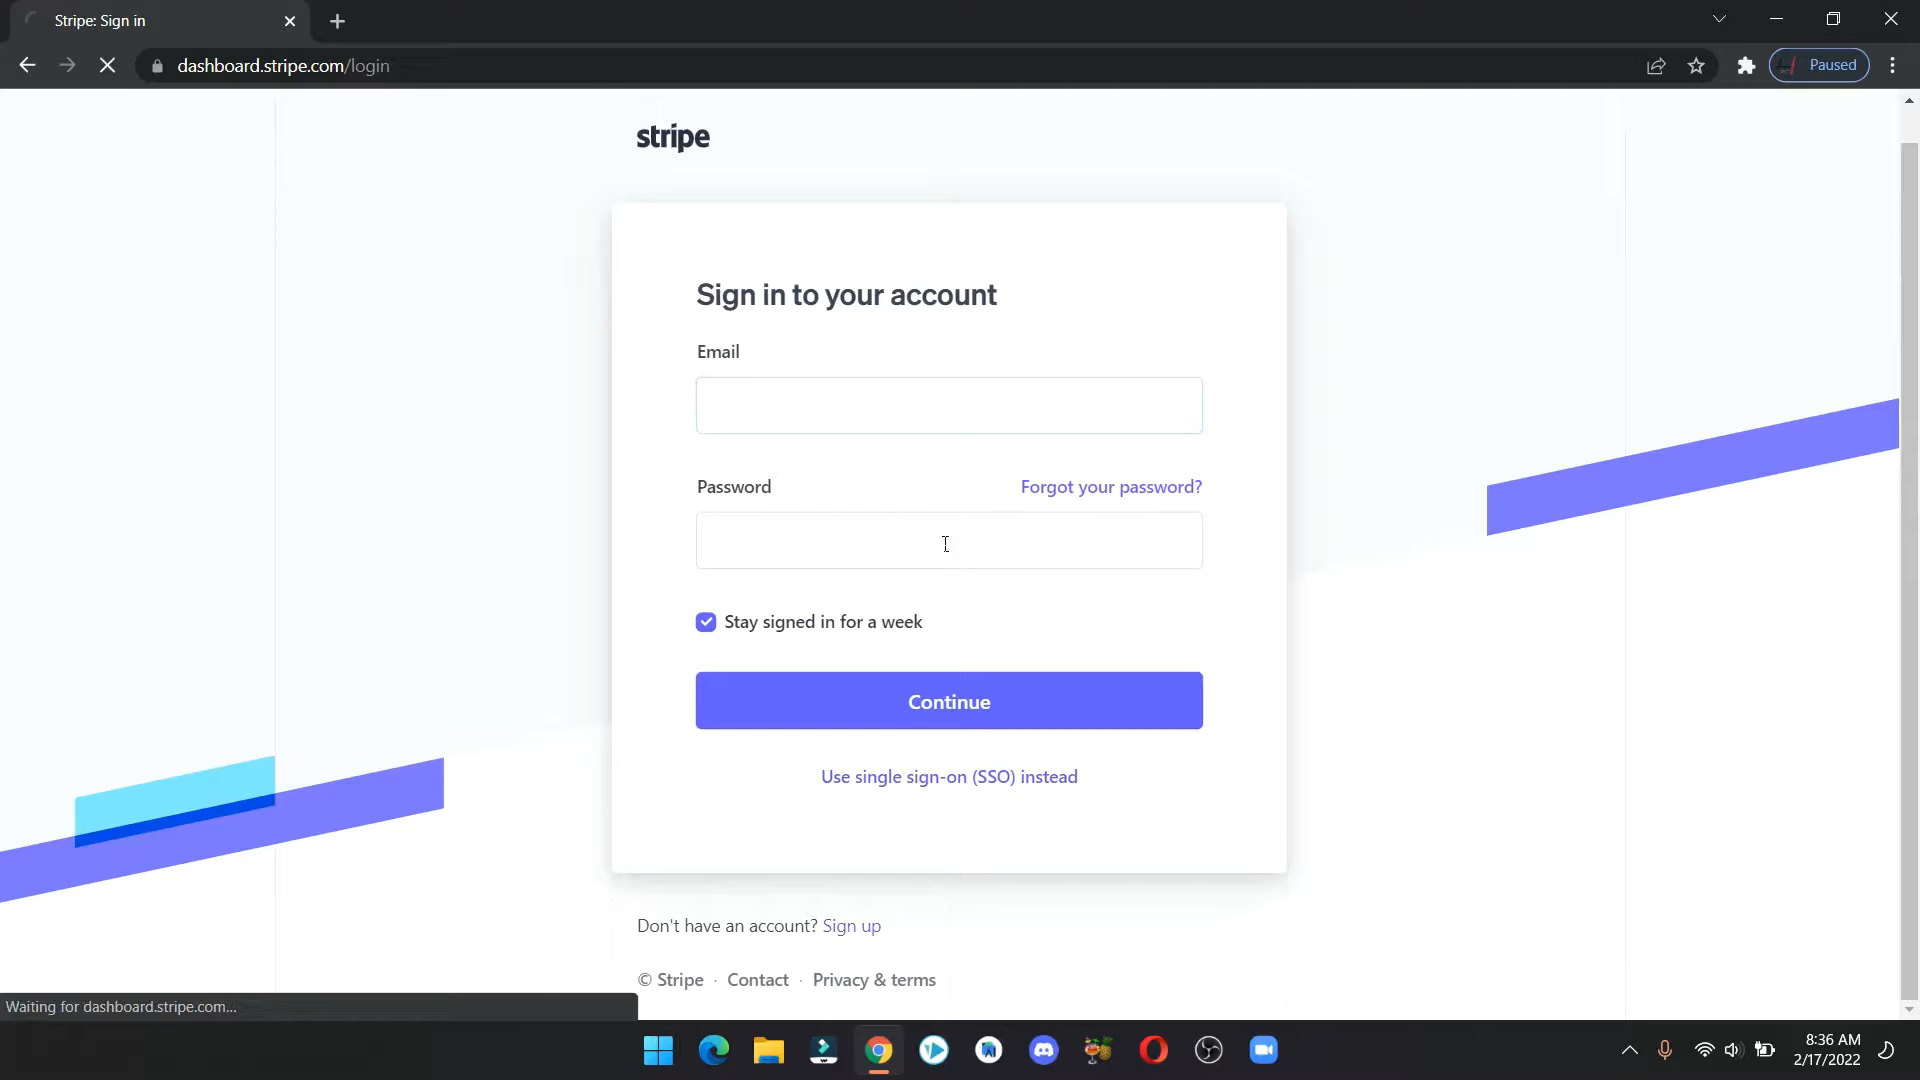 Stripe: Sign in
dashboard.stripe.com/login
Paused
stripe
Sign in to your account
Email
Password
Forgot your password?
Stay signed in for a week
Continue
Use single sign-on (SSO) instead
Don't have an account? Sign up
© Stripe · Contact · Privacy & terms
Waiting for dashboard.stripe.com...
8:36 AM
2/17/2022